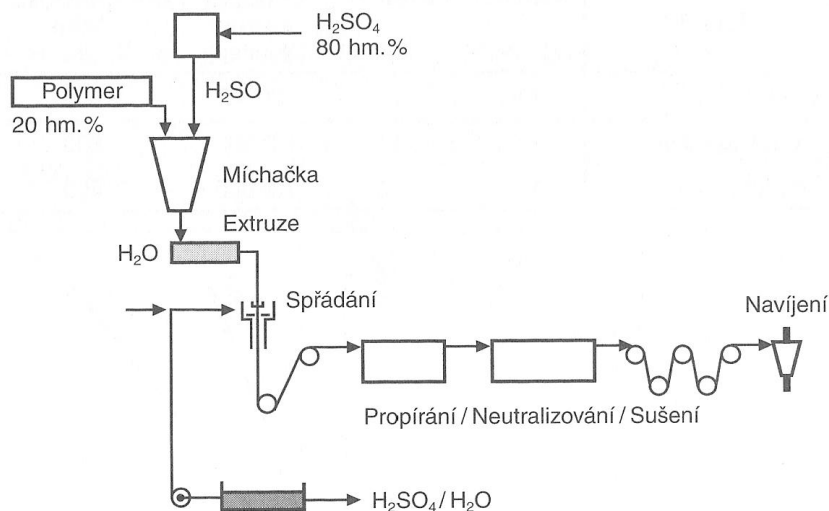 H₂SO₄
80 hm.%
Polymer
H₂SO
20 hm.%
Míchačka
Extruze
H₂O
Spřádání
Navíjení
Propírání / Neutralizování / Sušení
H₂SO₄ / H₂O